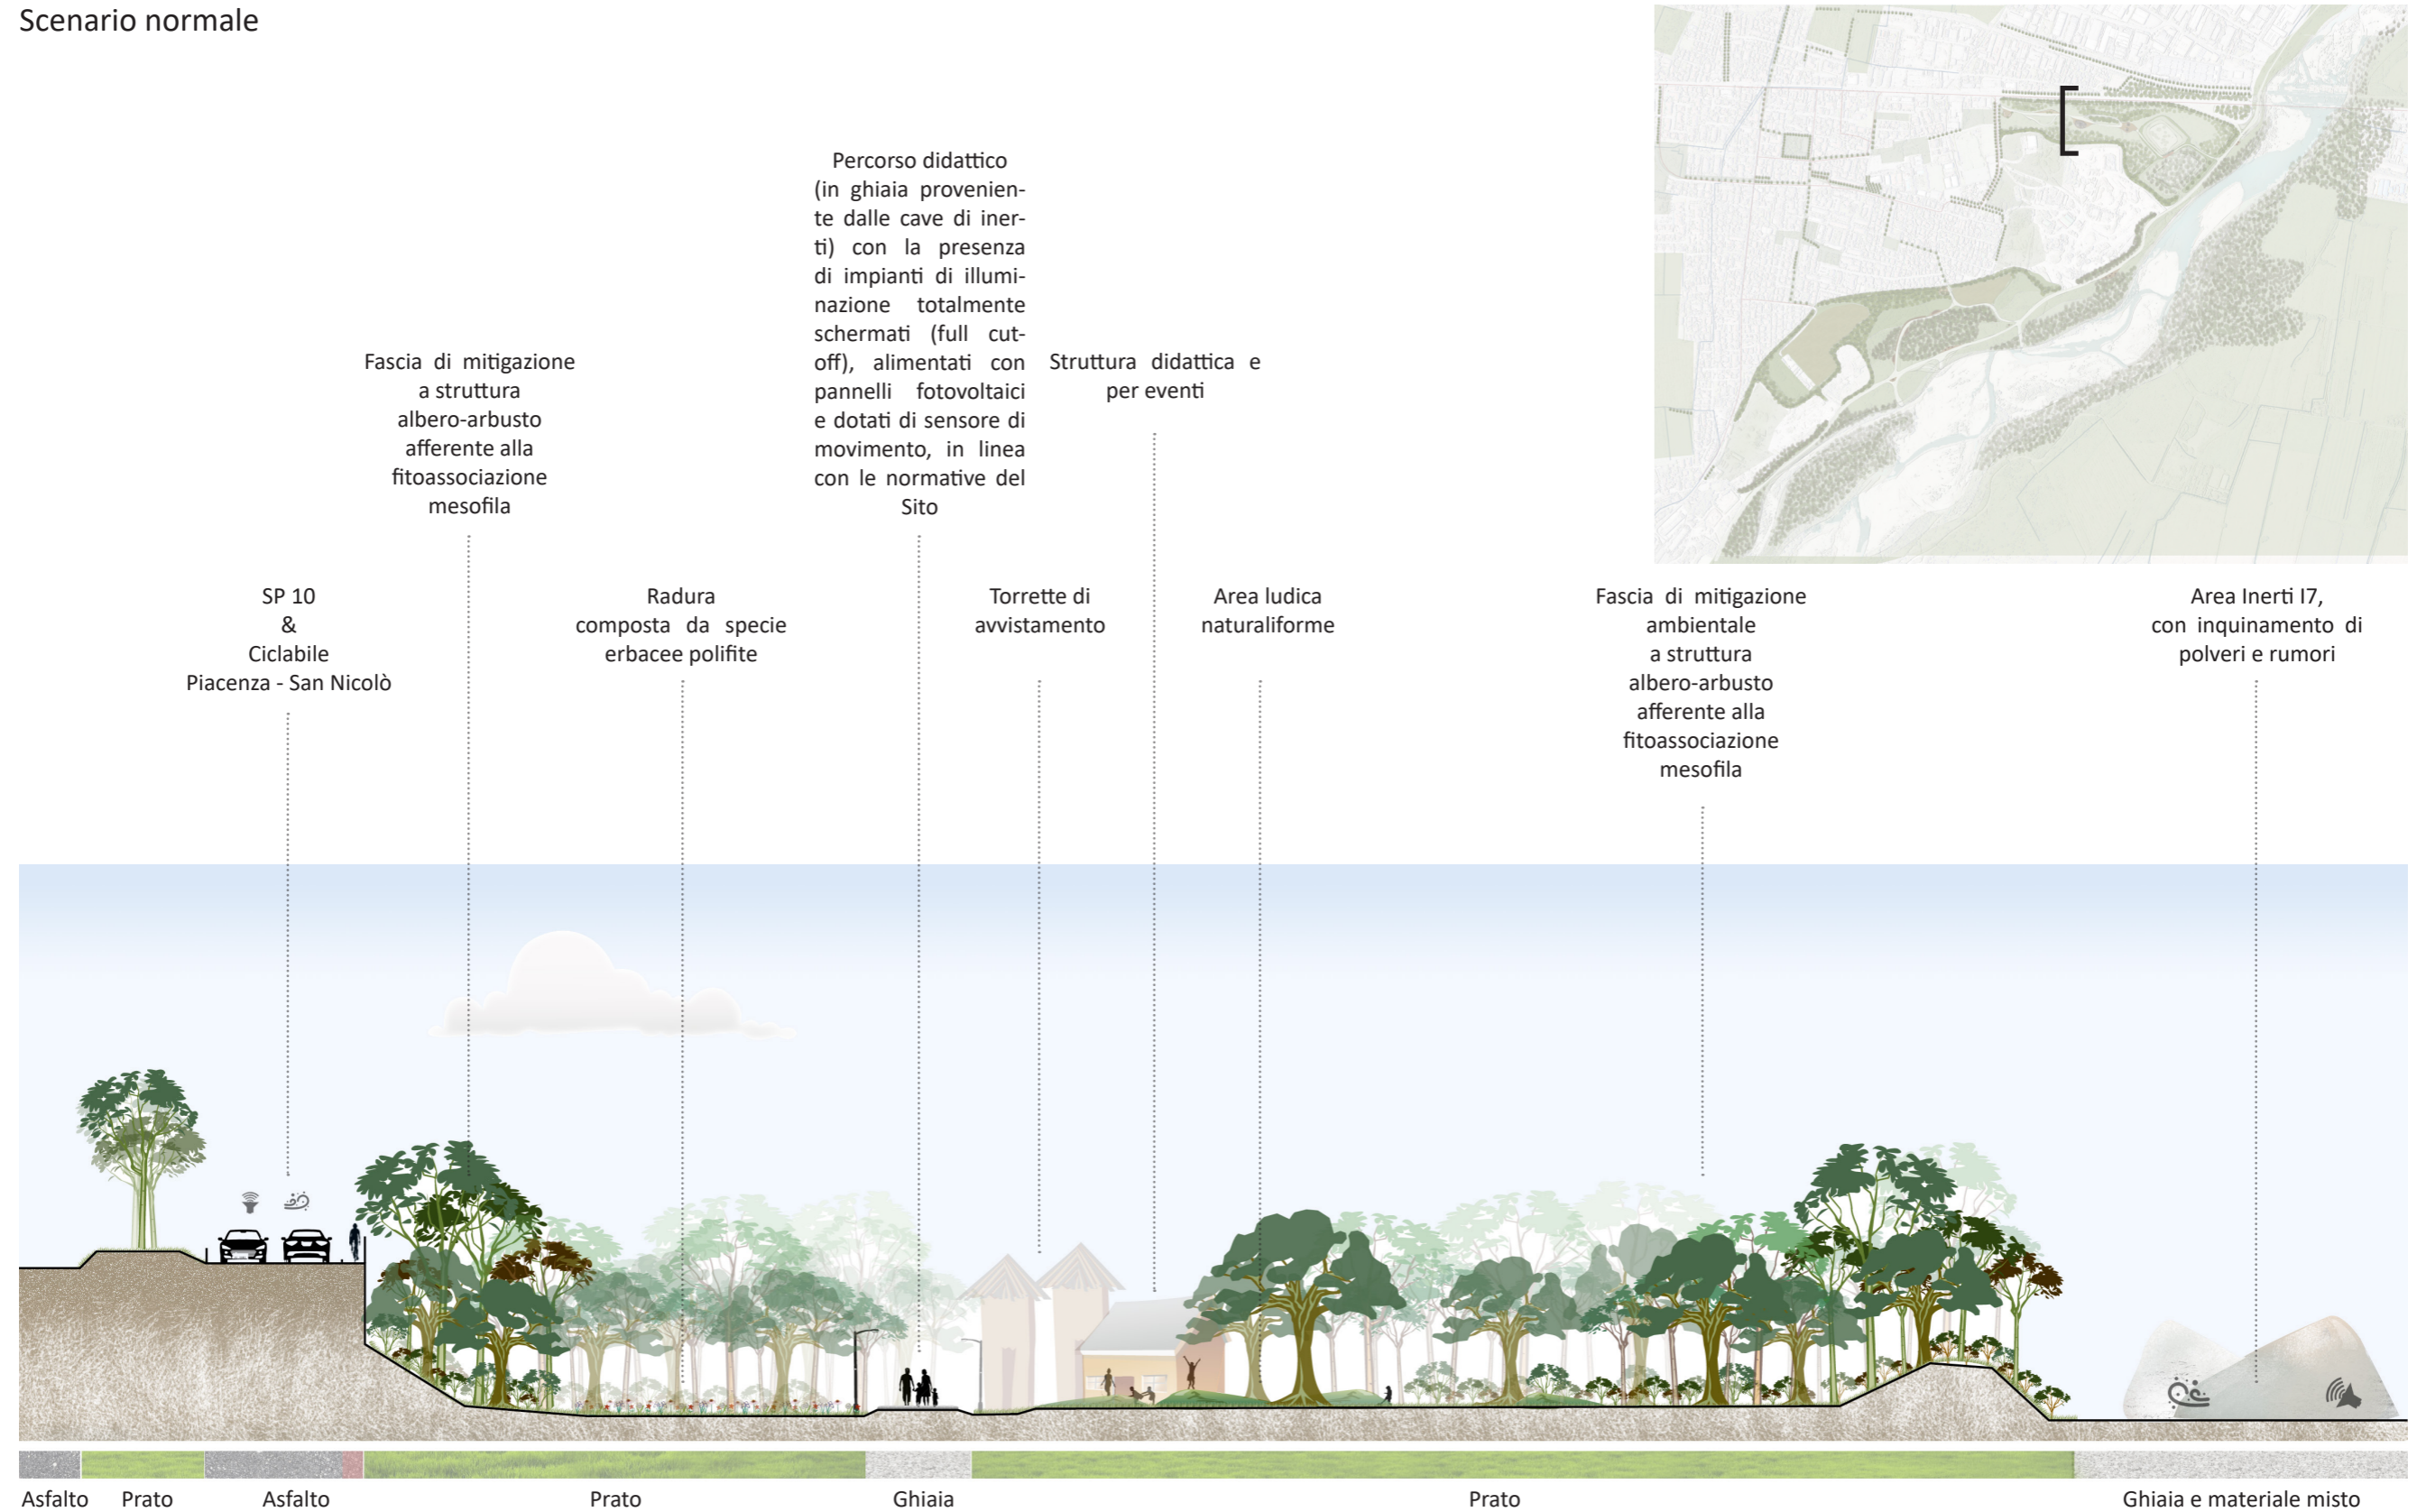 Scenario normale
Percorso didattico
(in ghiaia provenien-
te dalle cave di iner-
ti) con la presenza
di impianti di illumi-
nazione totalmente
schermati (full cut-
off), alimentati con
pannelli fotovoltaici
e dotati di sensore di
movimento, in linea
con le normative del
Sito
Fascia di mitigazione
a struttura
albero-arbusto
afferente alla
fitoassociazione
mesofila
Struttura didattica e
per eventi
SP 10
&
Ciclabile
Piacenza - San Nicolò
Radura
composta da specie
erbacee polifite
Torrette di
avvistamento
Area ludica
naturaliforme
Fascia di mitigazione
ambientale
a struttura
albero-arbusto
afferente alla
fitoassociazione
mesofila
Area Inerti I7,
con inquinamento di
polveri e rumori
Asfalto
Prato
Asfalto
Prato
Ghiaia
Prato
Ghiaia e materiale misto